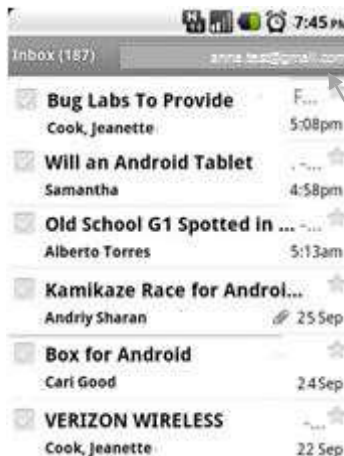 7:45 PM
Inbox (187) anne.test@gmail.com
Bug Labs To Provide F...
Cook, Jeanette 5:08pm
Will an Android Tablet . -...
Samantha 4:58pm
Old School G1 Spotted in ... -...
Alberto Torres 5:13am
Kamikaze Race for Androi...
Andriy Sharan 25 Sep
Box for Android
Cari Good 24 Sep
VERIZON WIRELESS -...
Cook, Jeanette 22 Sep